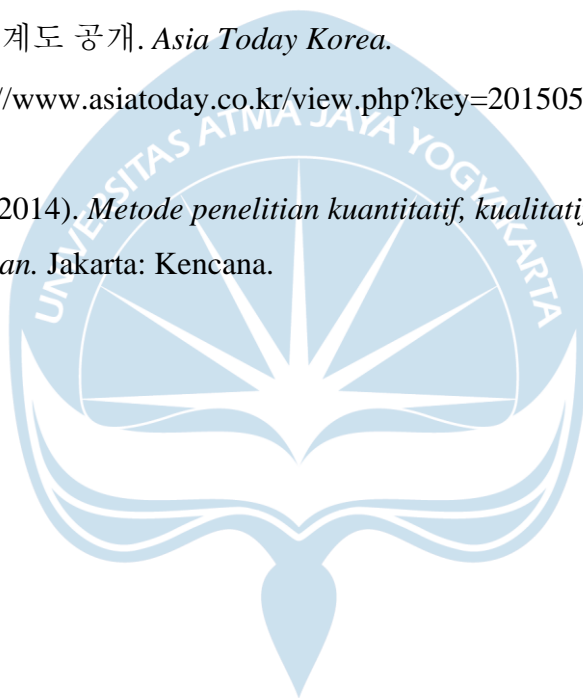 계도 공개. Asia Today Korea.
//www.asiatoday.co.kr/view.php?key=201505
UNIVERSITAS ATMA JAYA YOGYAKARTA
2014). Metode penelitian kuantitatif, kualitatif
an. Jakarta: Kencana.